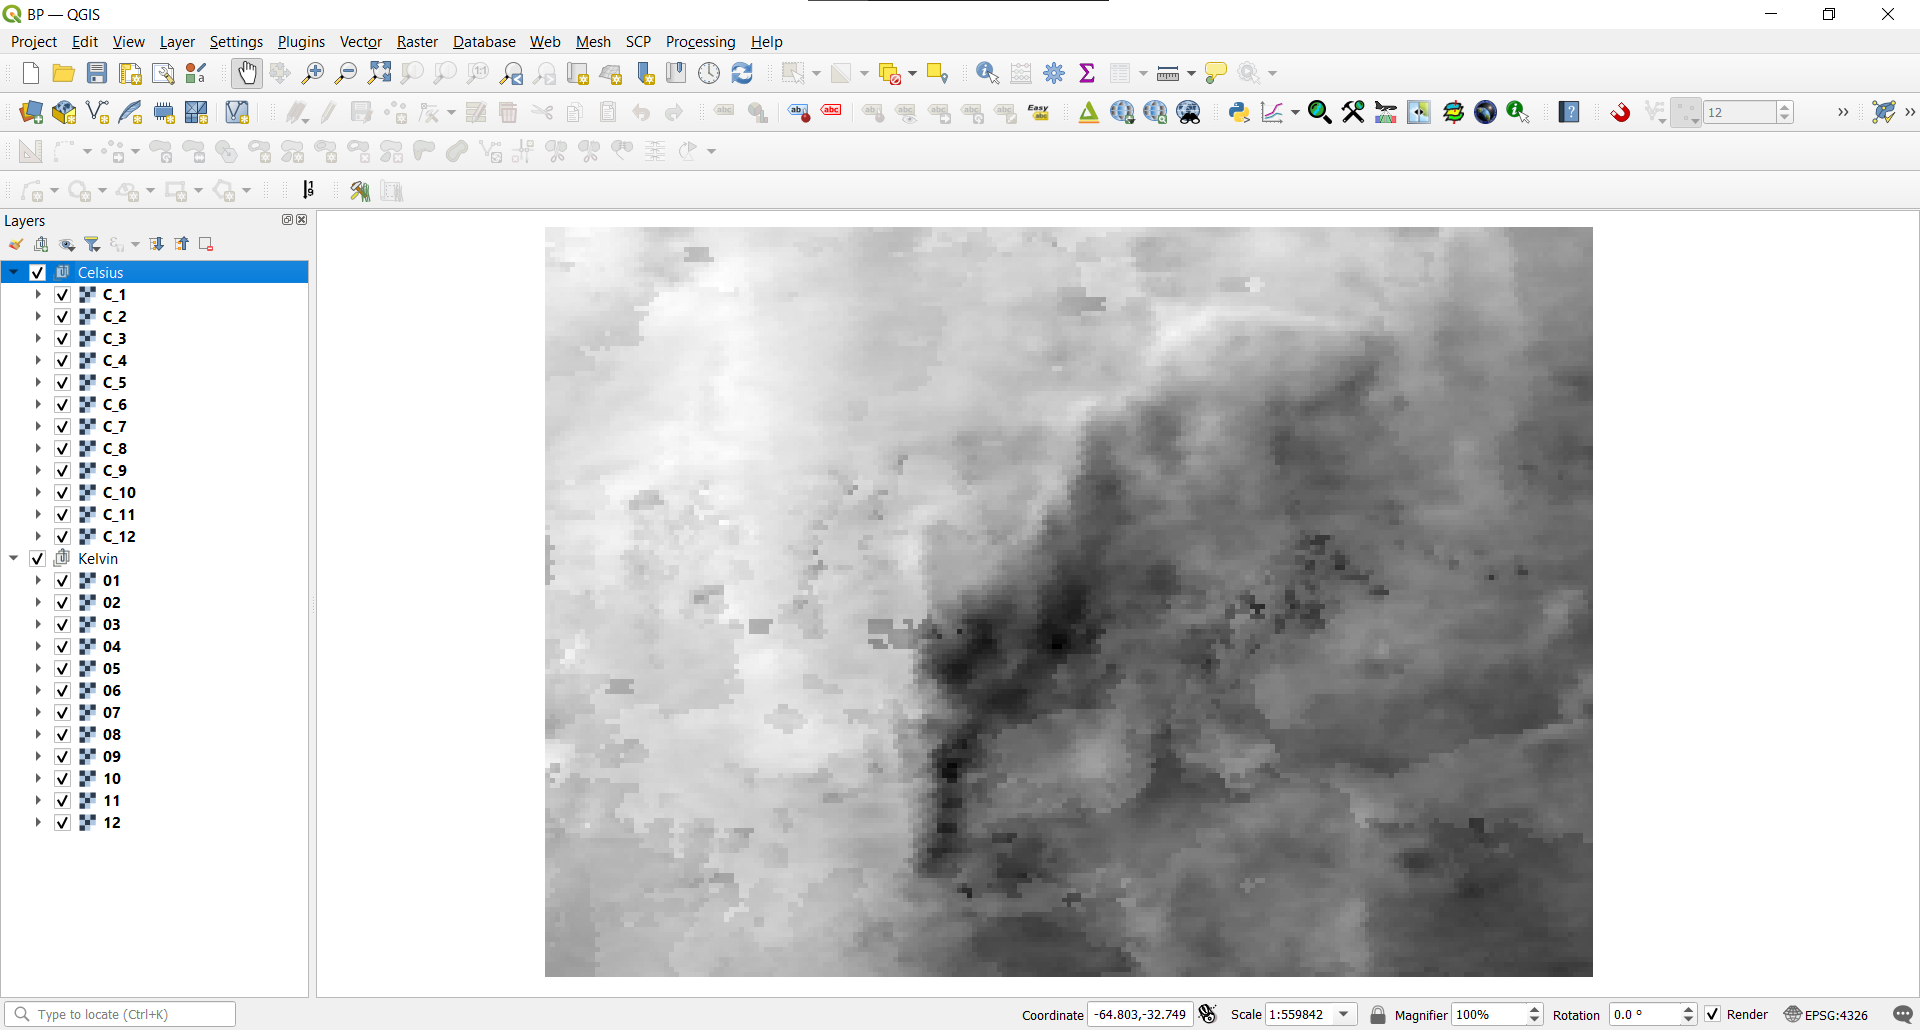 BP — QGIS
Project Edit View Layer Settings Plugins Vector Raster Database Web Mesh SCP Processing Help
12
Layers
Celsius
C_1
C_2
C_3
C_4
C_5
C_6
C_7
C_8
C_9
C_10
C_11
C_12
Kelvin
01
02
03
04
05
06
07
08
09
10
11
12
Type to locate (Ctrl+K)
Coordinate -64.803,-32.749 Scale 1:559842 Magnifier 100% Rotation 0.0 ° Render EPSG:4326